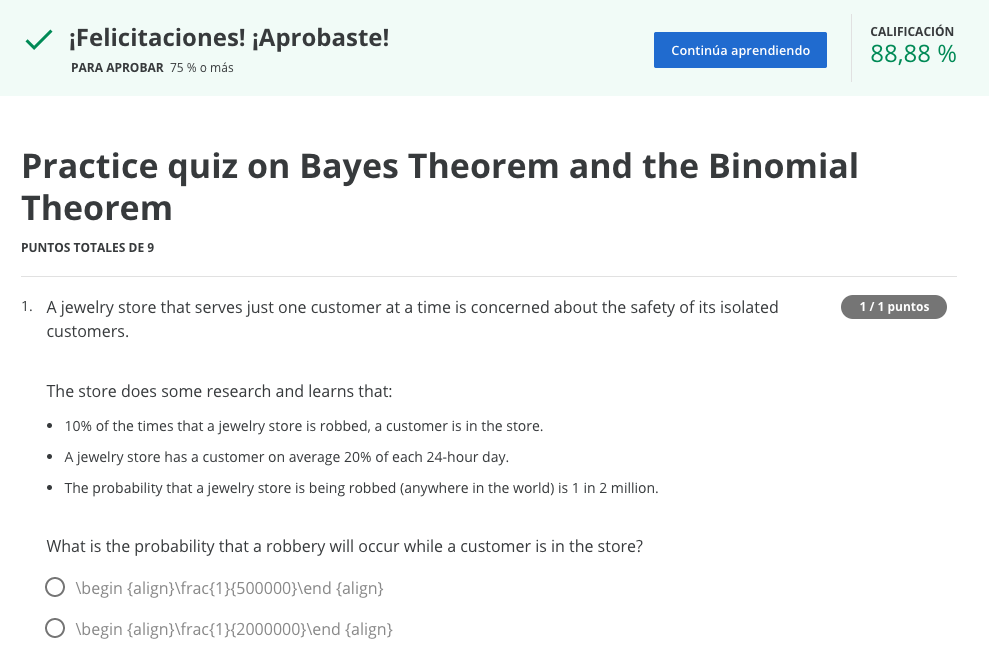 ¡Felicitaciones! ¡Aprobaste!
PARA APROBAR 75 % o más
Continúa aprendiendo
CALIFICACIÓN
88,88 %
Practice quiz on Bayes Theorem and the Binomial
Theorem
PUNTOS TOTALES DE 9
1. A jewelry store that serves just one customer at a time is concerned about the safety of its isolated
customers.
1 / 1 puntos
The store does some research and learns that:
• 10% of the times that a jewelry store is robbed, a customer is in the store.
• A jewelry store has a customer on average 20% of each 24-hour day.
• The probability that a jewelry store is being robbed (anywhere in the world) is 1 in 2 million.
What is the probability that a robbery will occur while a customer is in the store?
\begin {align}\frac{1}{500000}\end {align}
\begin {align}\frac{1}{2000000}\end {align}